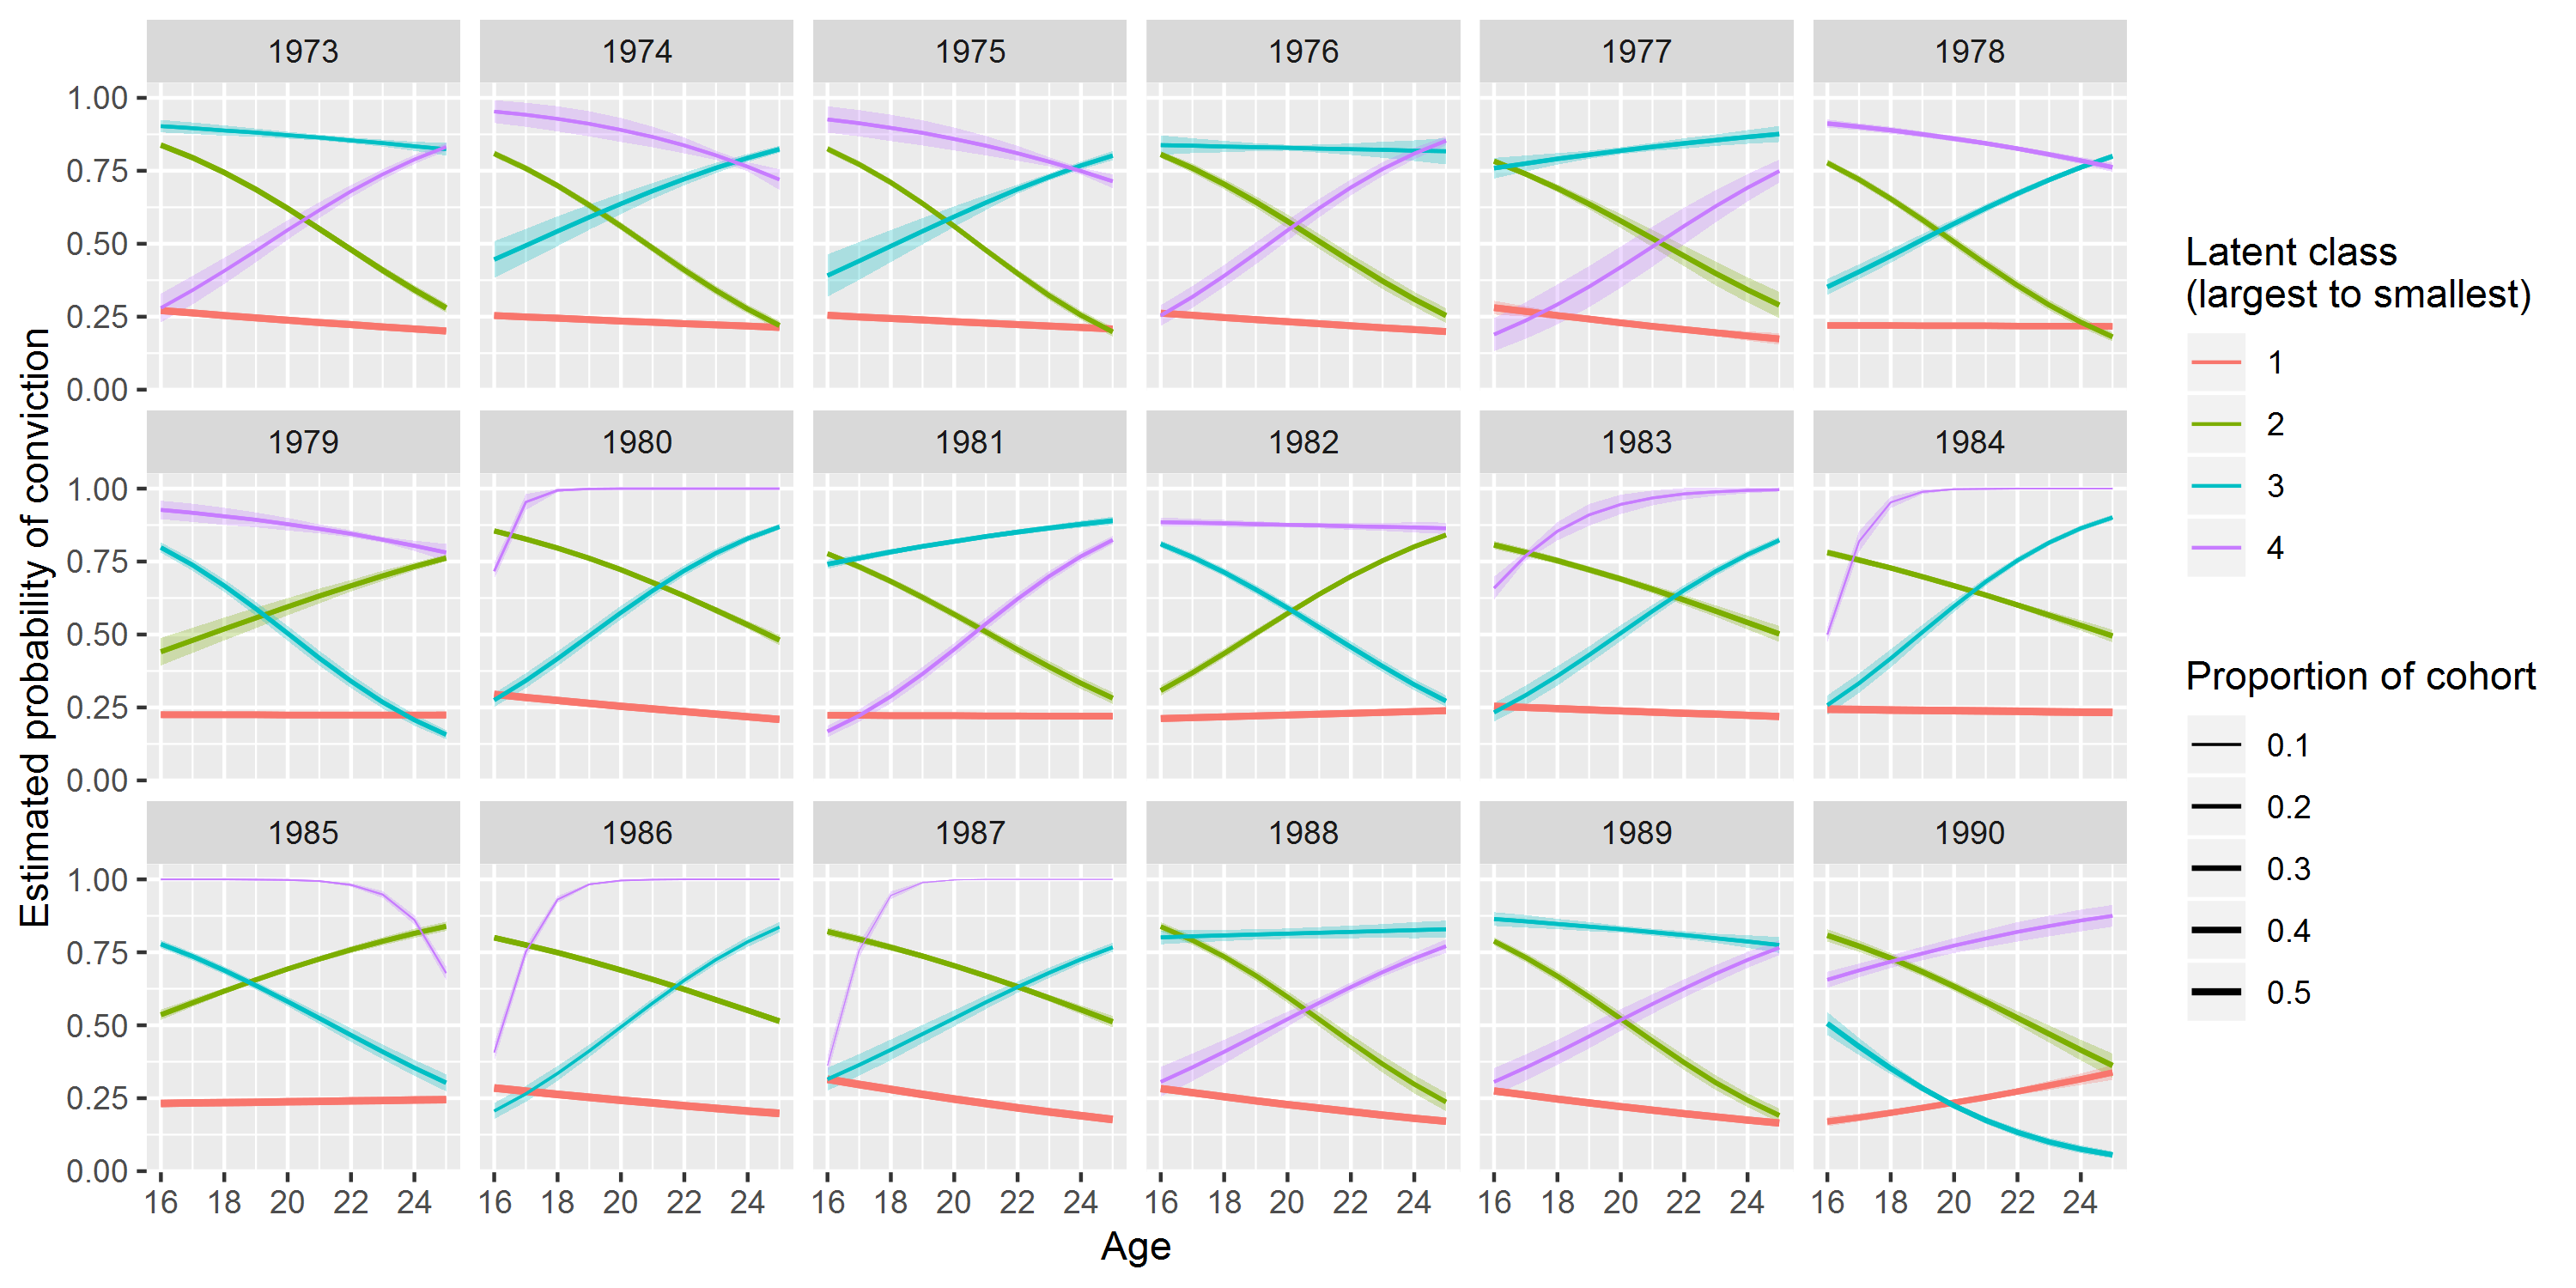 1973 1974 1975 1976 1977 1978
1.00
0.75
0.50
0.25
0.00
1979 1980 1981 1982 1983 1984
1.00
0.75
0.50
0.25
0.00
1985 1986 1987 1988 1989 1990
1.00
0.75
0.50
0.25
0.00
16 18 20 22 24 16 18 20 22 24 16 18 20 22 24 16 18 20 22 24 16 18 20 22 24 16 18 20 22 24
Age
Estimated probability of conviction
Latent class
(largest to smallest)
1
2
3
4
Proportion of cohort
0.1
0.2
0.3
0.4
0.5